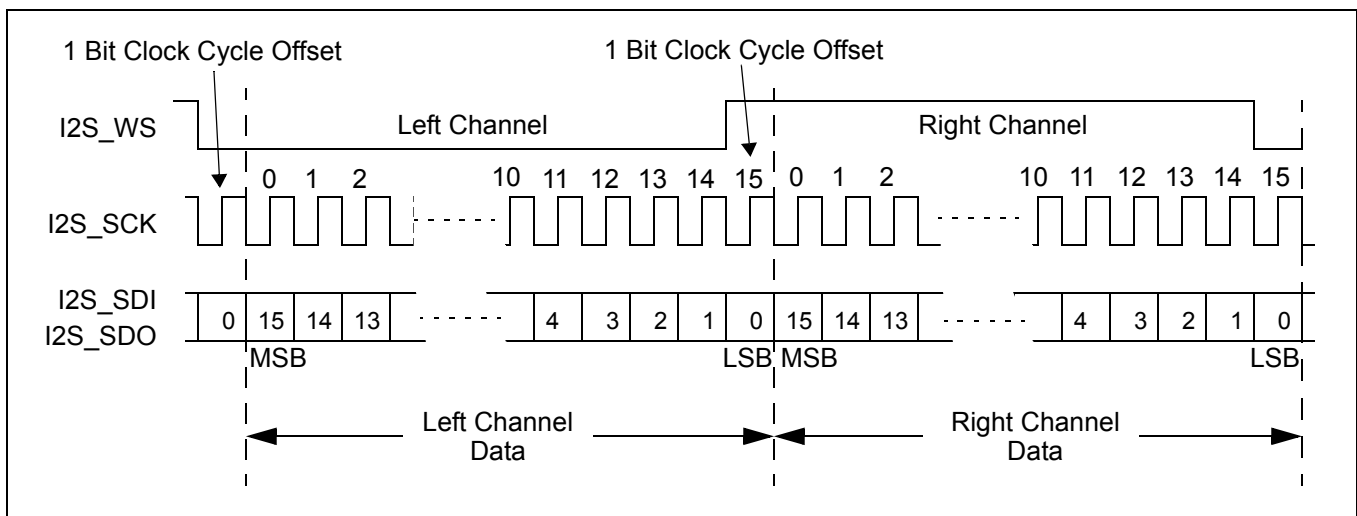 1 Bit Clock Cycle Offset 1 Bit Clock Cycle Offset
I2S_WS Left Channel Right Channel
0 1 2 10 11 12 13 14 15 0 1 2 10 11 12 13 14 15
I2S_SCK
I2S_SDI
I2S_SDO 0 15 14 13 4 3 2 1 0 15 14 13 4 3 2 1 0
MSB LSB MSB LSB
Left Channel Right Channel
Data Data